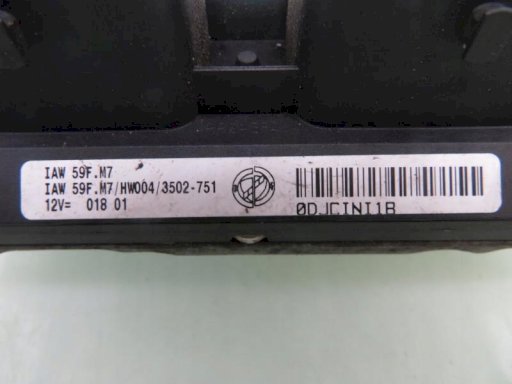 IAW 59F.M7
IAW 59F.M7/HW004/3502-751
12V= 018 01
0DJCINI1B